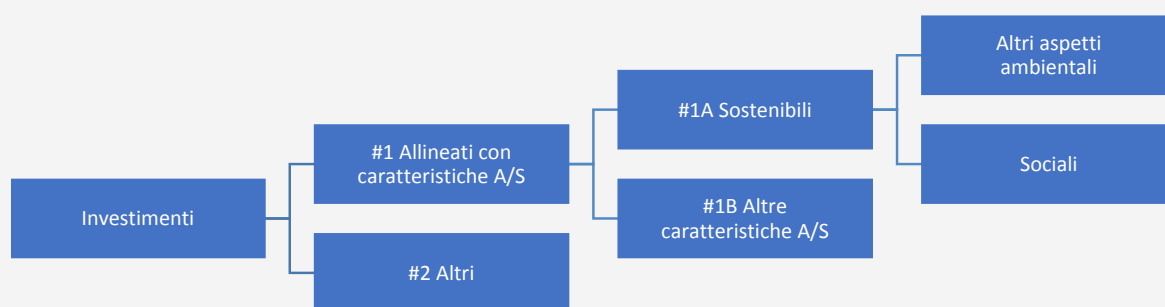 Investimenti
#1 Allineati con
caratteristiche A/S
#2 Altri
#1A Sostenibili
#1B Altre
caratteristiche A/S
Altri aspetti
ambientali
Sociali